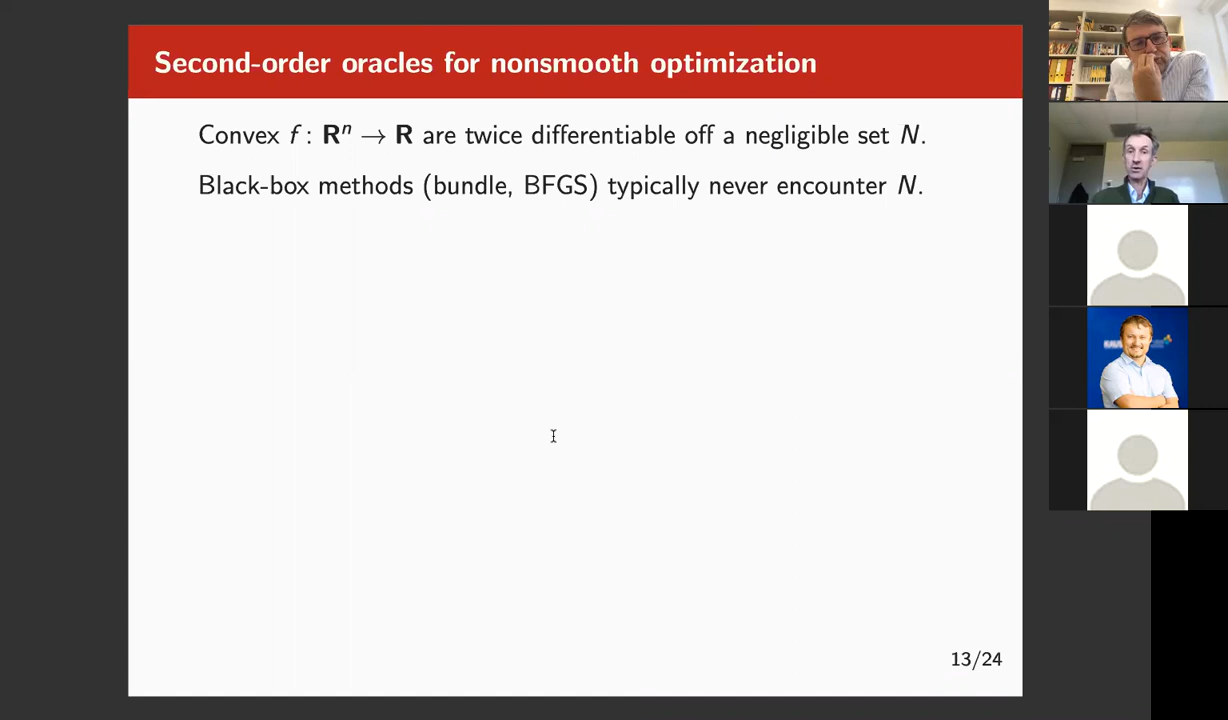 Second-order oracles for nonsmooth optimization
Convex f : Rⁿ → R are twice differentiable off a negligible set N.
Black-box methods (bundle, BFGS) typically never encounter N.
13/24